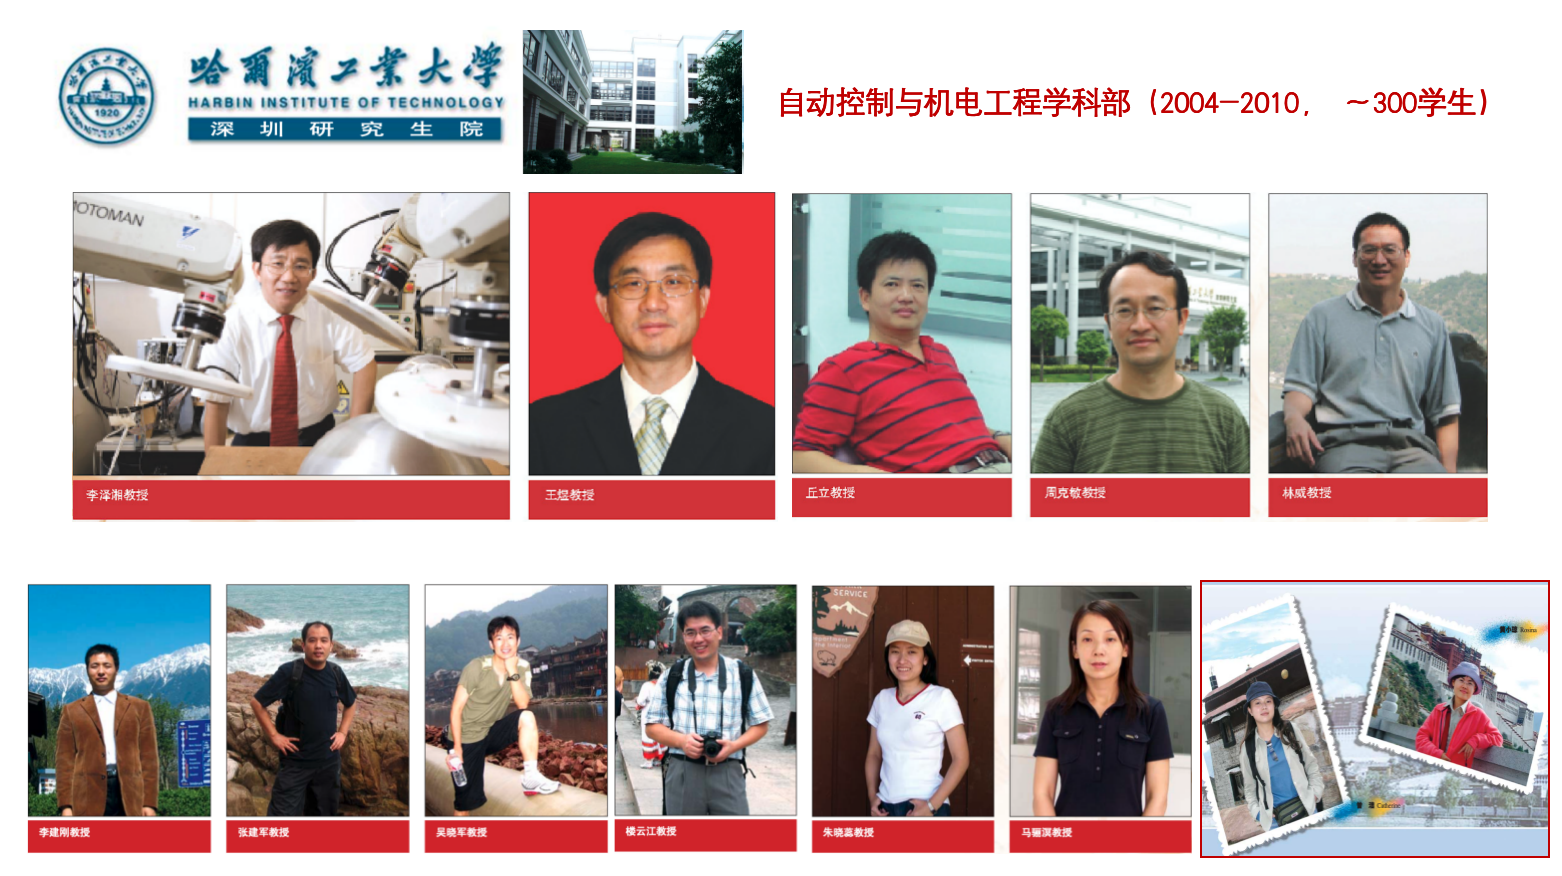 哈爾濱工業大學
HARBIN INSTITUTE OF TECHNOLOGY
深圳研究生院
1920
自动控制与机电工程学科部（2004-2010， ～300学生）
MOTOMAN
李泽湘教授
王煜教授
丘立教授
周克敏教授
林威教授
SERVICE
李建刚教授
张建军教授
吴晓军教授
楼云江教授
朱晓蕊教授
马骊溟教授
Rosina
Catherine